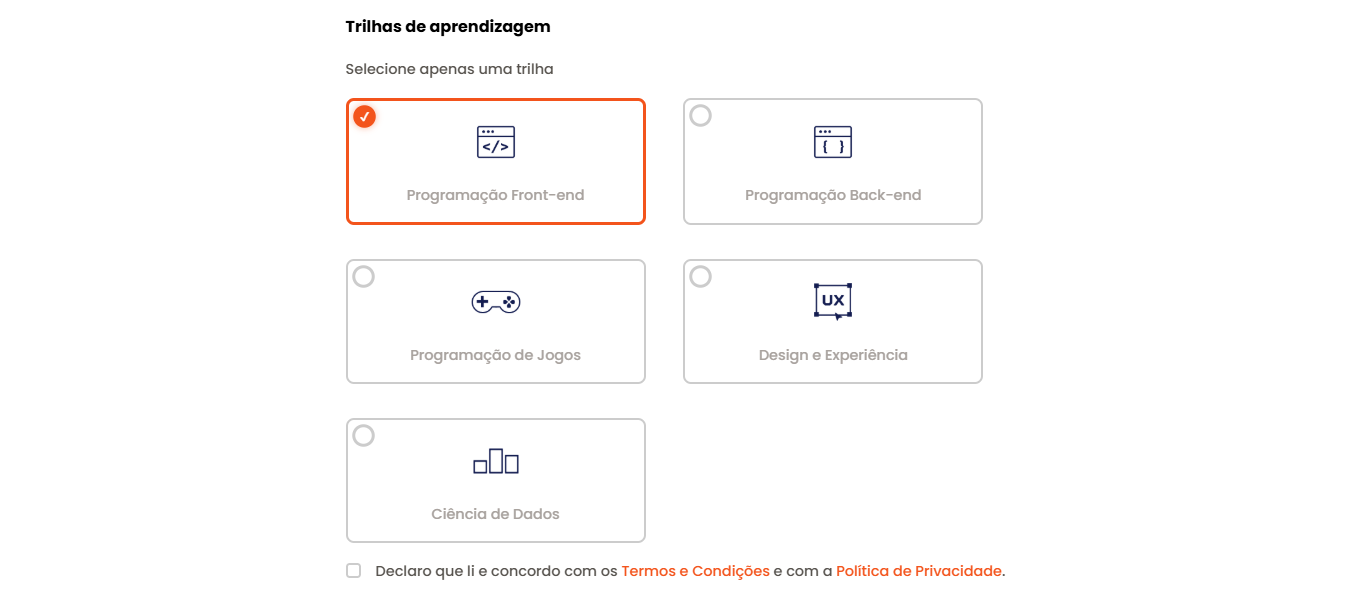 Trilhas de aprendizagem
Selecione apenas uma trilha
</>
Programação Front-end
{ }
Programação Back-end
Programação de Jogos
UX
Design e Experiência
Ciência de Dados
Declaro que li e concordo com os Termos e Condições e com a Política de Privacidade.